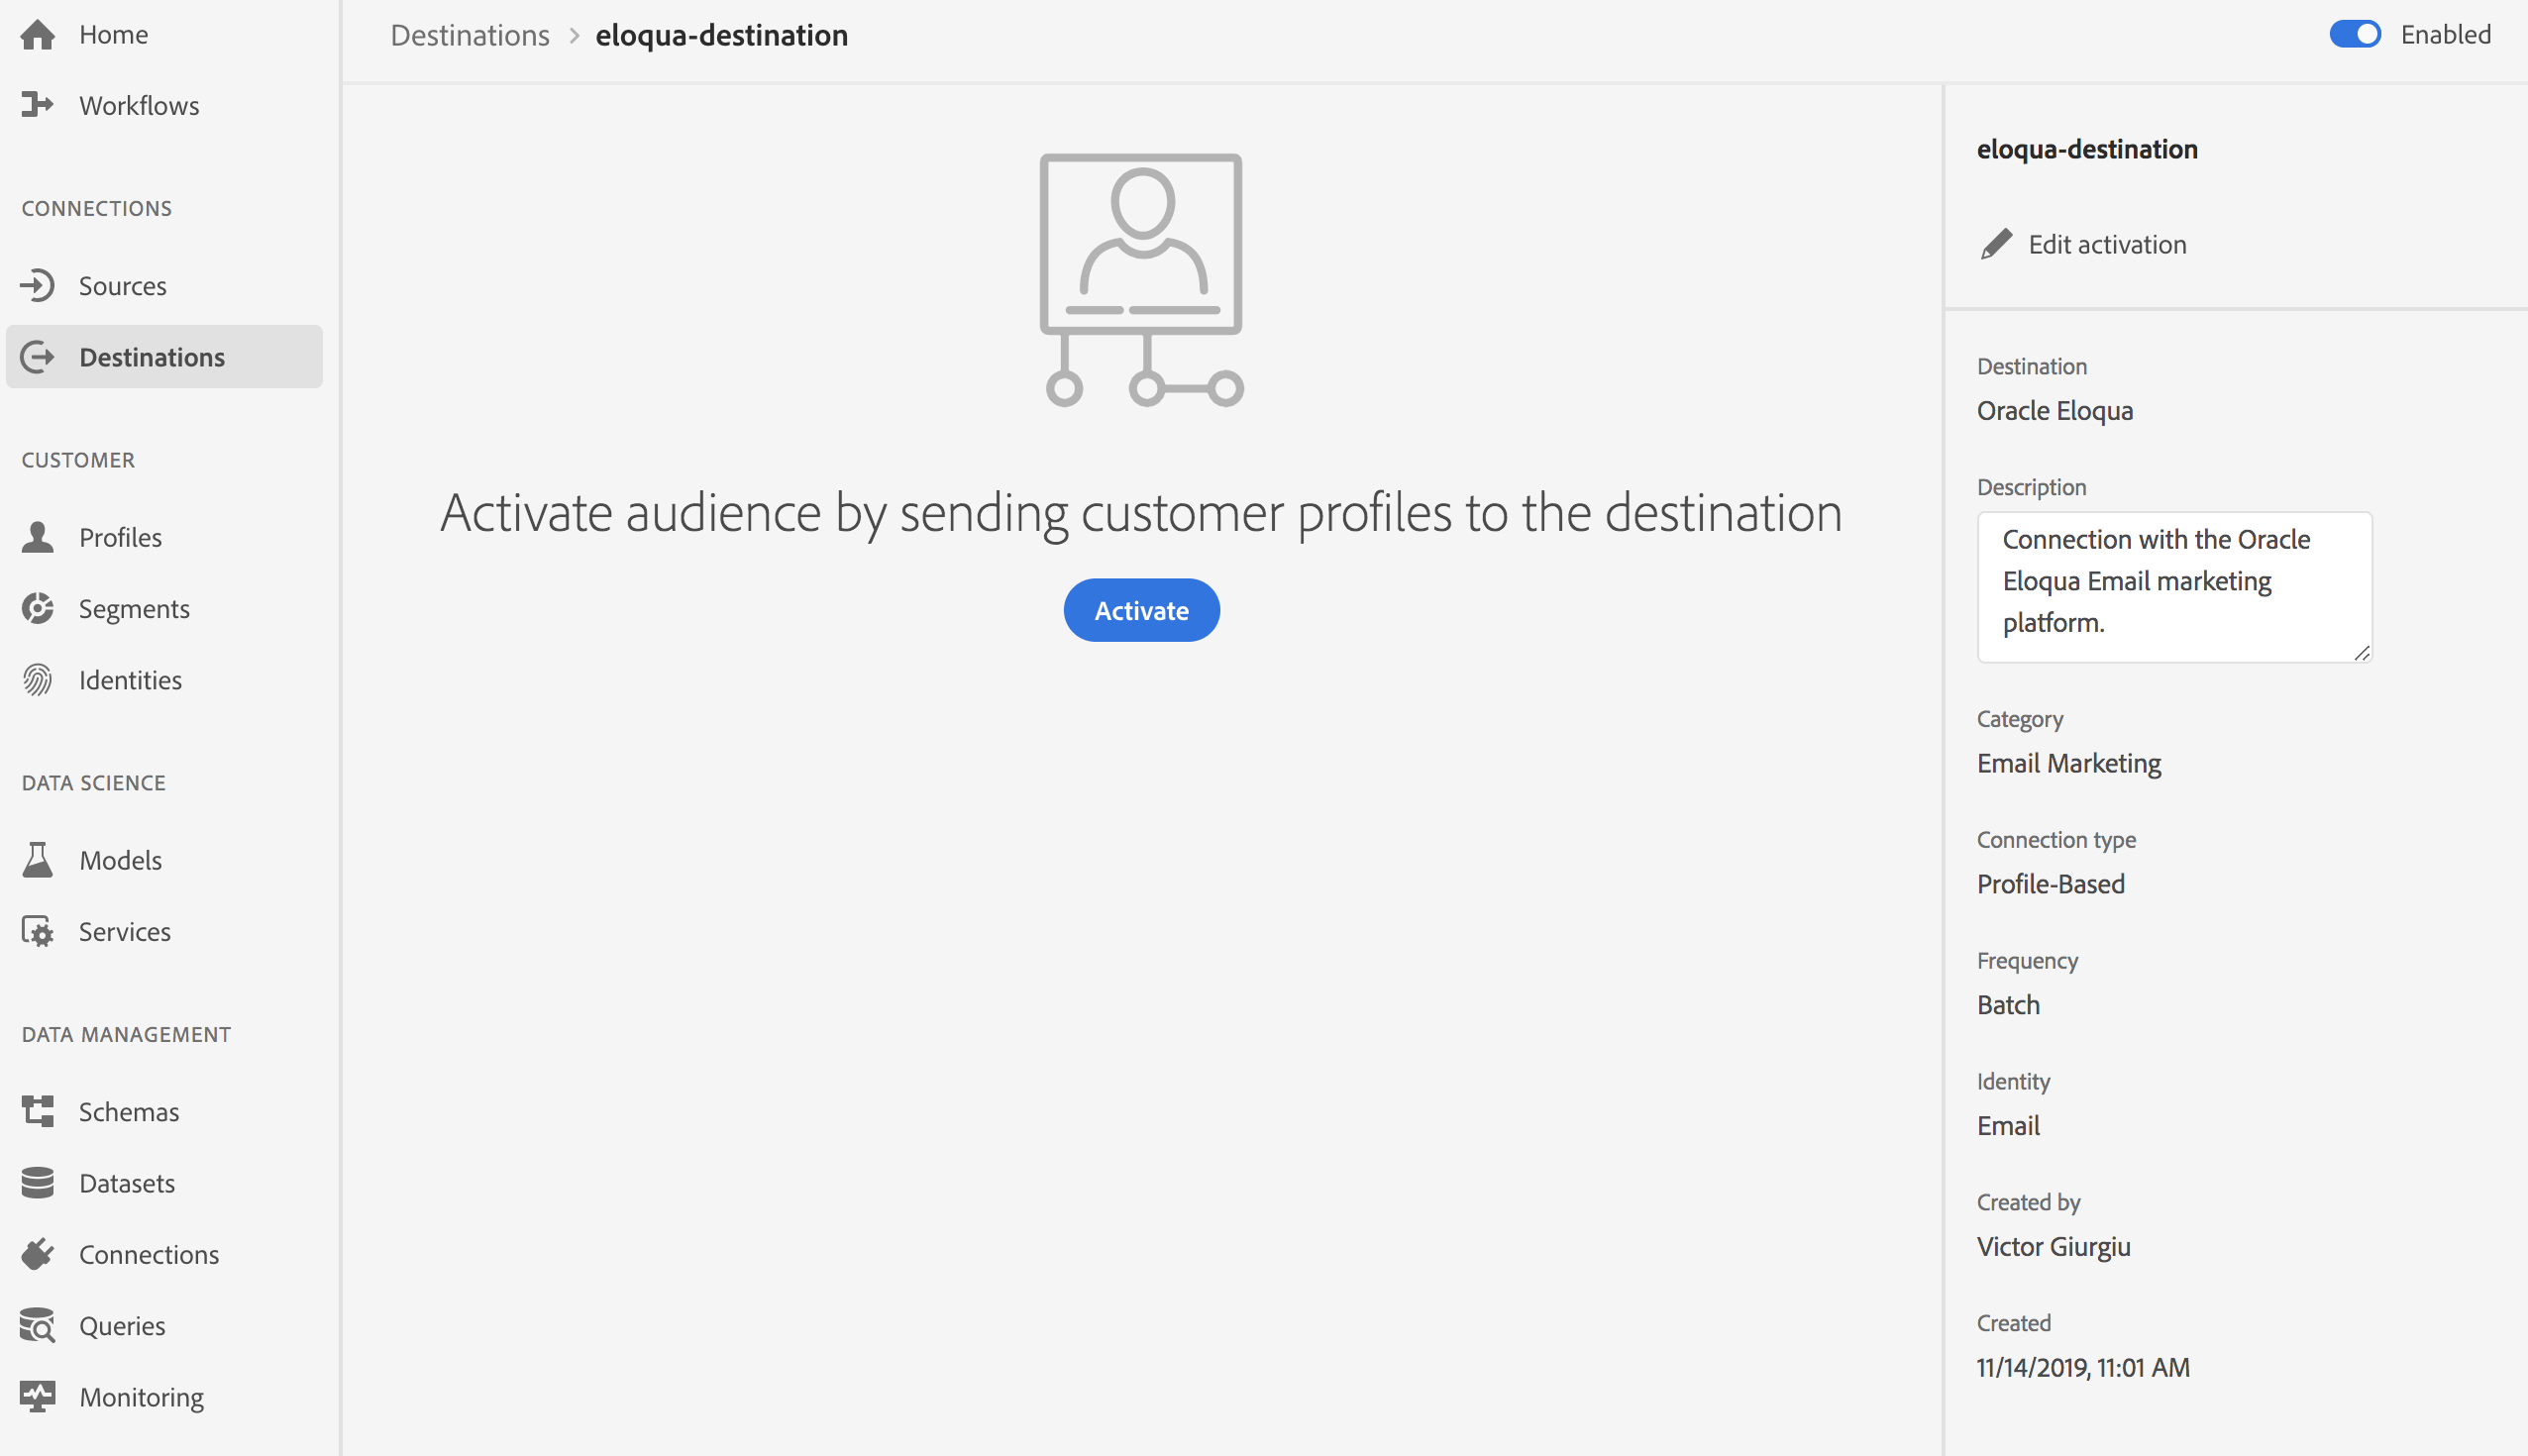 Home
Workflows
CONNECTIONS
Sources
Destinations
CUSTOMER
Profiles
Segments
Identities
DATA SCIENCE
Models
Services
DATA MANAGEMENT
Schemas
Datasets
Connections
Queries
Monitoring
Destinations > eloqua-destination
Enabled
Activate audience by sending customer profiles to the destination
Activate
eloqua-destination
Edit activation
Destination
Oracle Eloqua
Description
Connection with the Oracle
Eloqua Email marketing
platform.
Category
Email Marketing
Connection type
Profile-Based
Frequency
Batch
Identity
Email
Created by
Victor Giurgiu
Created
11/14/2019, 11:01 AM